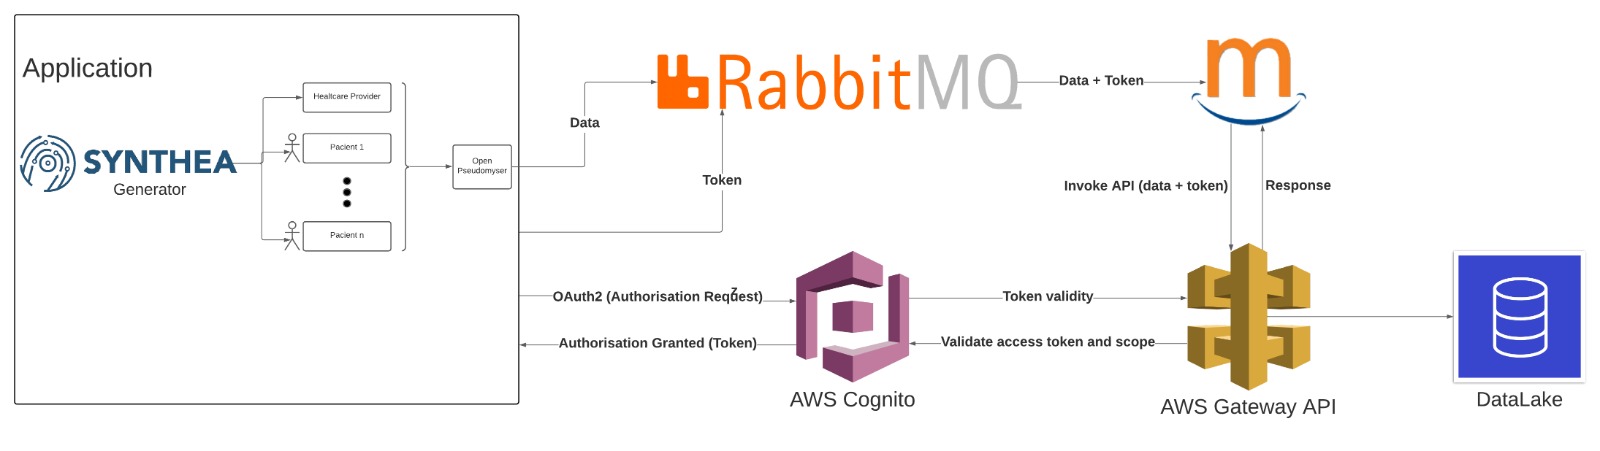 Application
SYNTHEA
Generator
Healtcare Provider
Pacient 1
Pacient n
Open
Pseudomyser
Data
Token
RabbitMQ
Data + Token
m
Invoke API (data + token)
Response
OAuth2 (Authorisation Request)
z
Authorisation Granted (Token)
AWS Cognito
Token validity
Validate access token and scope
AWS Gateway API
DataLake